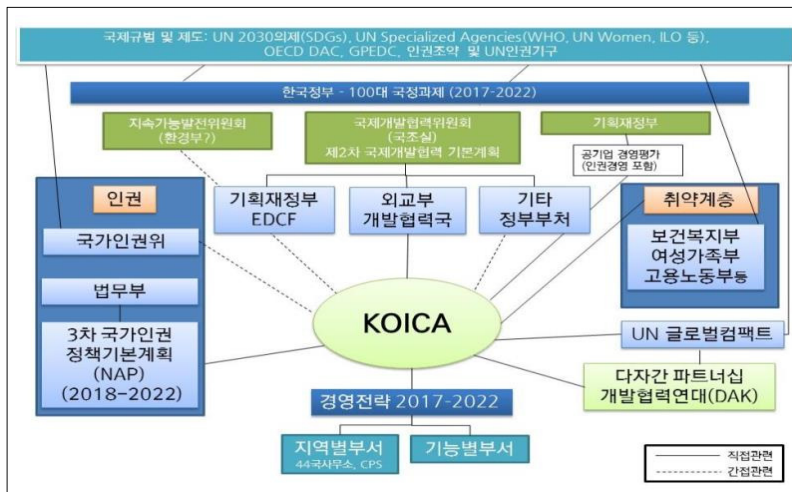 국제규범 및 제도: UN 2030의제(SDGs), UN Specialized Agencies(WHO, UN Women, ILO 등),
OECD DAC, GPEDC, 인권조약 및 UN인권기구
한국정부 - 100대 국정과제 (2017-2022)
지속가능발전위원회
(환경부?)
국제개발협력위원회
(국조실)
제2차 국제개발협력 기본계획
기획재정부
공기업 경영평가
(인권경영 포함)
인권
국가인권위
법무부
3차 국가인권
정책기본계획
(NAP)
(2018-2022)
기획재정부
EDCF
외교부
개발협력국
기타
정부부처
취약계층
보건복지부
여성가족부
고용노동부등
KOICA
UN 글로벌컴팩트
다자간 파트너십
개발협력연대(DAK)
경영전략 2017-2022
지역별부서
44국사무소, CPS
기능별부서
직접관련
간접관련